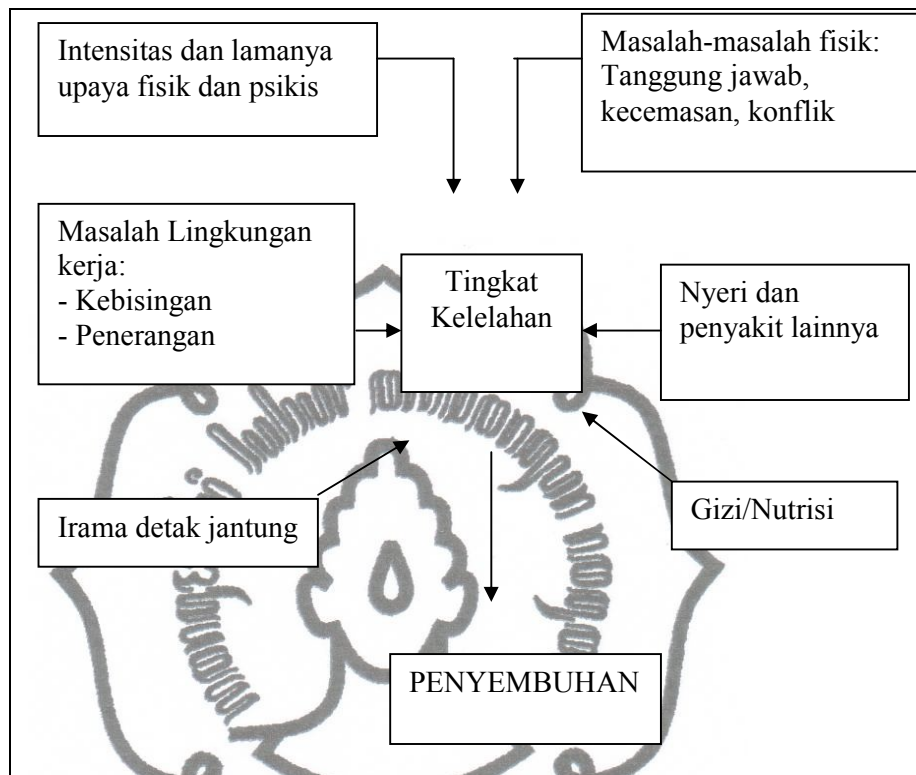 Intensitas dan lamanya
upaya fisik dan psikis
Masalah-masalah fisik:
Tanggung jawab,
kecemasan, konflik
Masalah Lingkungan
kerja:
- Kebisingan
- Penerangan
Tingkat
Kelelahan
Nyeri dan
penyakit lainnya
Irama detak jantung
Gizi/Nutrisi
PENYEMBUHAN